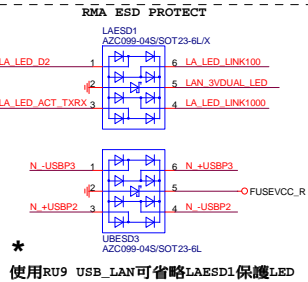 RMA ESD PROTECT
LAESD1
AZC099-04S/SOT23-6L/X
LA_LED_D2 1 6 LA_LED_LINK100
2 5 LAN_3VDUAL_LED
LA_LED_ACT_TXRX 3 4 LA_LED_LINK1000
N_-USBP3 1 6 N_+USBP3
2 5 FUSEVCC_R
N_+USBP2 3 4 N_-USBP2
UBESD3
AZC099-04S/SOT23-6L
*
使用RU9 USB_LAN可省略LAESD1保護LED